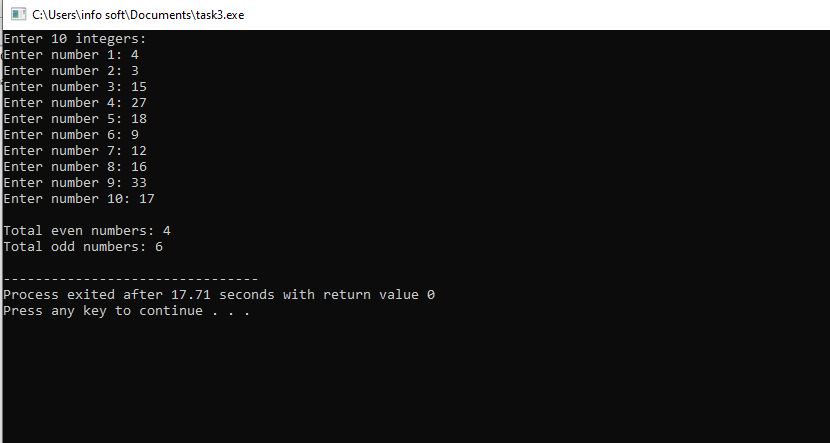 C:\Users\info soft\Documents\task3.exe
Enter 10 integers:
Enter number 1: 4
Enter number 2: 3
Enter number 3: 15
Enter number 4: 27
Enter number 5: 18
Enter number 6: 9
Enter number 7: 12
Enter number 8: 16
Enter number 9: 33
Enter number 10: 17
Total even numbers: 4
Total odd numbers: 6
--------------------------------
Process exited after 17.71 seconds with return value 0
Press any key to continue . . .